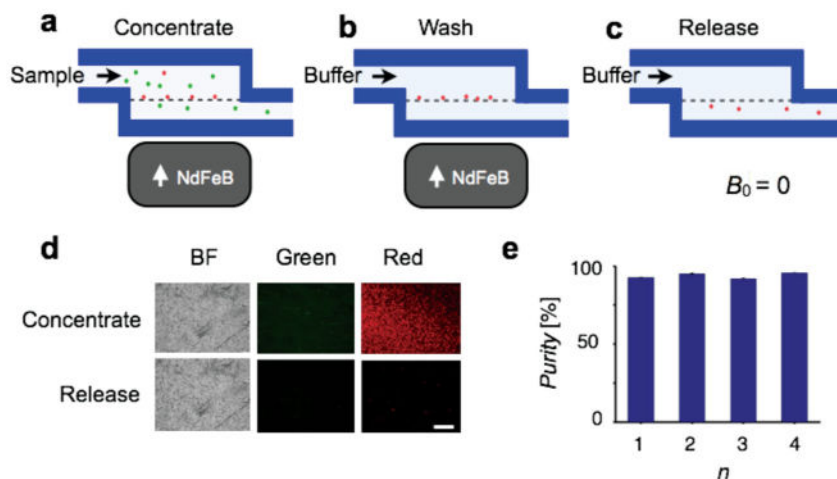 a Concentrate
b Wash
c Release
Sample
Buffer
Buffer
NdFeB
NdFeB
B₀ = 0
d
BF Green Red
Concentrate
Release
e
Purity [%]
100
50
0
1 2 3 4
n